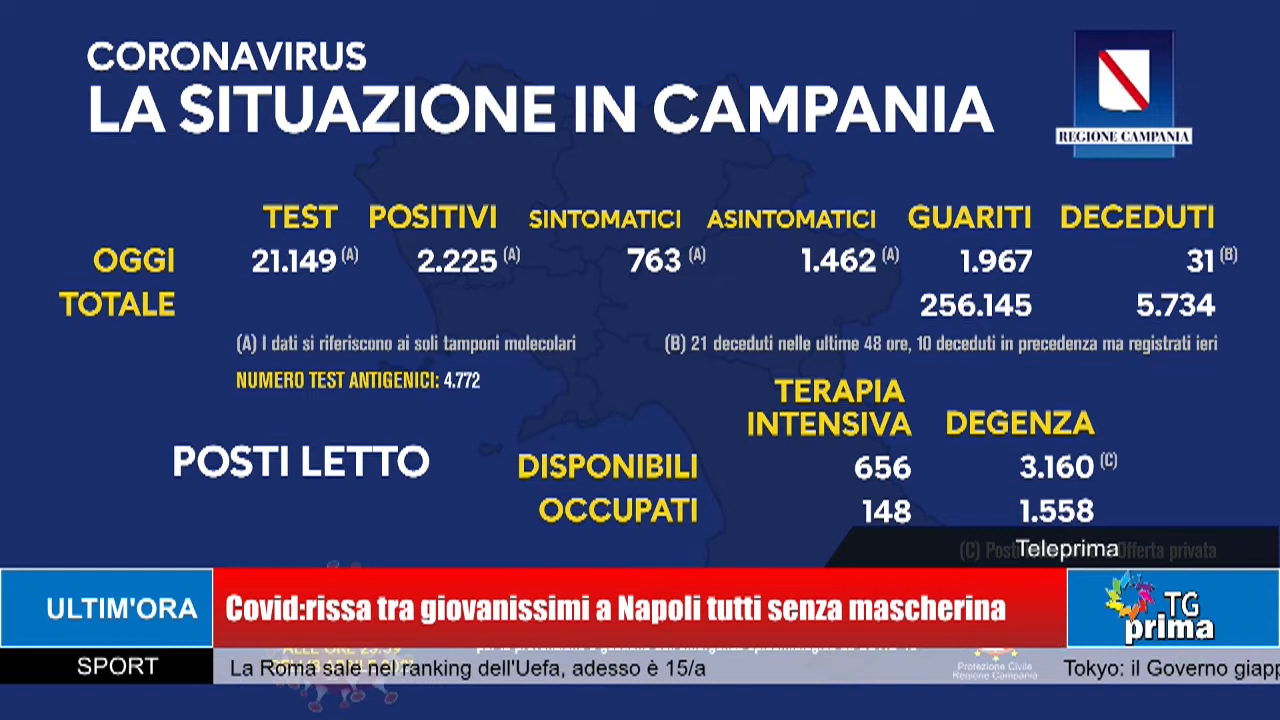 CORONAVIRUS
LA SITUAZIONE IN CAMPANIA
REGIONE CAMPANIA
TEST POSITIVI SINTOMATICI ASINTOMATICI GUARITI DECEDUTI
OGGI 21.149 (A) 2.225 (A) 763 (A) 1.462 (A) 1.967 31 (B)
TOTALE 256.145 5.734
(A) I dati si riferiscono ai soli tamponi molecolari
(B) 21 deceduti nelle ultime 48 ore, 10 deceduti in precedenza ma registrati ieri
NUMERO TEST ANTIGENICI: 4.772
TERAPIA
INTENSIVA DEGENZA
POSTI LETTO
DISPONIBILI 656 3.160 (C)
OCCUPATI 148 1.558
(C) Offerta privata
Teleprima
ULTIM'ORA Covid:rissa tra giovanissimi a Napoli tutti senza mascherina
TG
prima
SPORT La Roma sale nel ranking dell'Uefa, adesso è 15/a Tokyo: il Governo giapp
Protezione Civile
Regione Campania